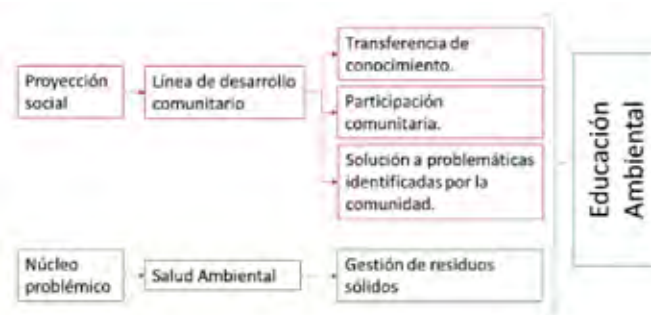 Proyección
social
Línea de desarrollo
comunitario
Transferencia de
conocimiento.
Participación
comunitaria.
Solución a problemáticas
identificadas por la
comunidad.
Núcleo
problémico
Salud Ambiental
Gestión de residuos
sólidos
Educación
Ambiental